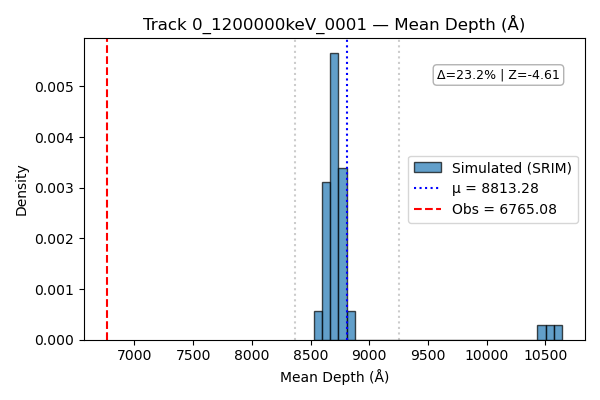 Track 0_1200000keV_0001 — Mean Depth (Å)
Δ=23.2% | Z=-4.61
Simulated (SRIM)
μ = 8813.28
Obs = 6765.08
Density
0.005
0.004
0.003
0.002
0.001
0.000
7000 7500 8000 8500 9000 9500 10000 10500
Mean Depth (Å)